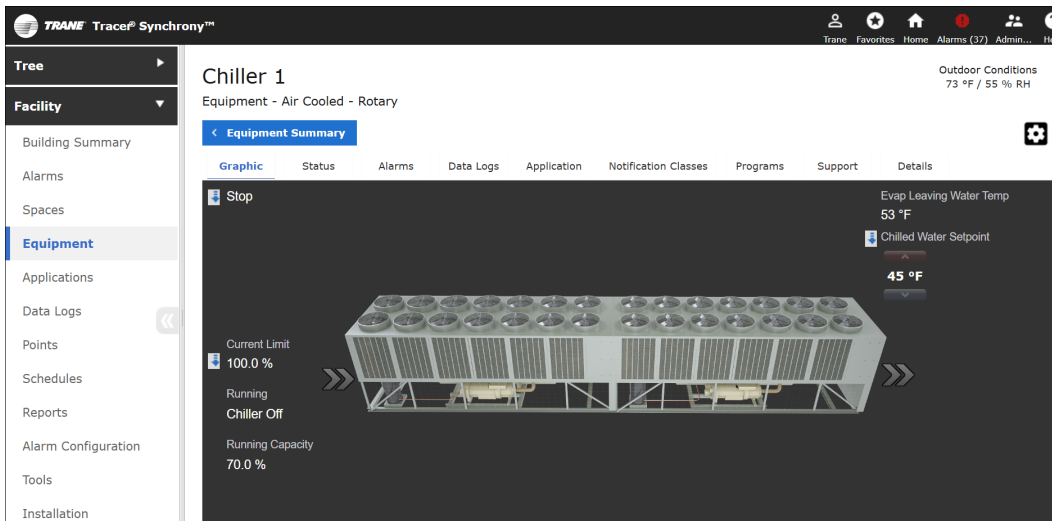 TRANE Tracer® Synchrony™
Trane Favorites Home Alarms (37) Admin...
Tree
Facility
Building Summary
Alarms
Spaces
Equipment
Applications
Data Logs
Points
Schedules
Reports
Alarm Configuration
Tools
Installation
Chiller 1
Equipment - Air Cooled - Rotary
Outdoor Conditions
73 °F / 55 % RH
Equipment Summary
Graphic Status Alarms Data Logs Application Notification Classes Programs Support Details
Stop
Evap Leaving Water Temp
53 °F
Chilled Water Setpoint
45 °F
Current Limit
100.0 %
Running
Chiller Off
Running Capacity
70.0 %